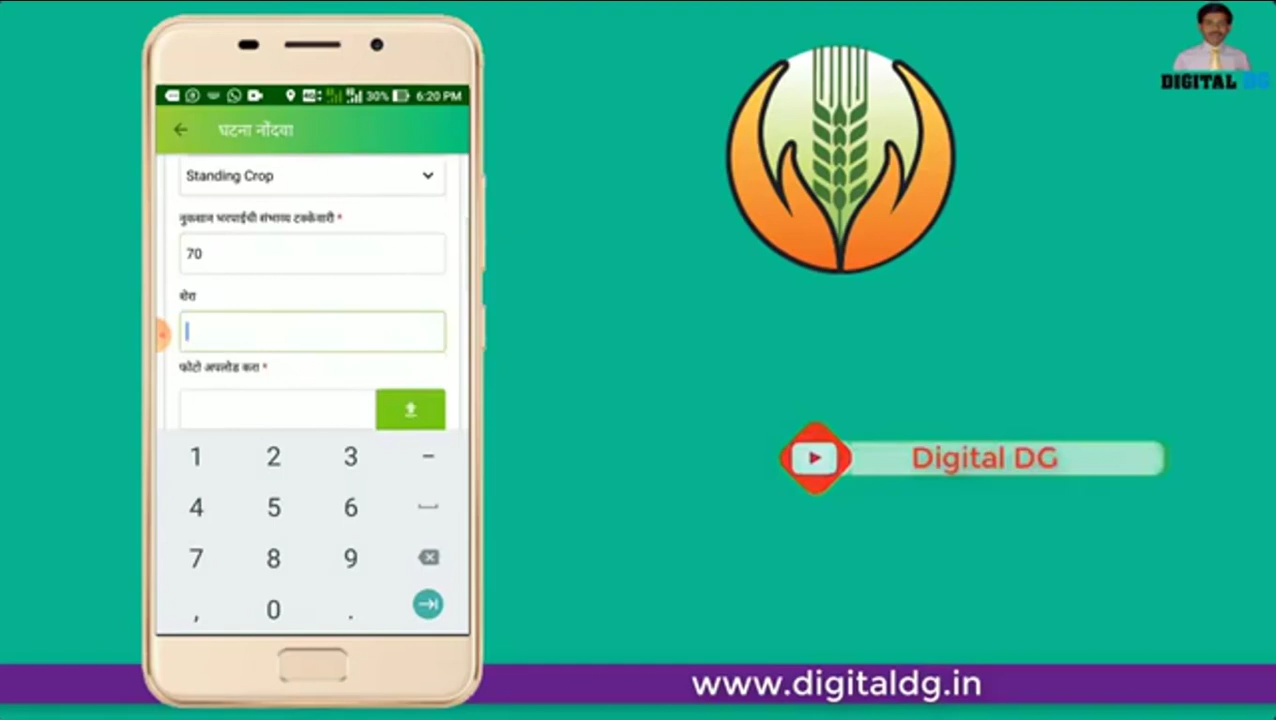 DIGITAL DG
30% 6:20 PM
घटना नोंदवा
Standing Crop
नुकसान भरपाईची संभाव्य टक्केवारी *
70
शेरा
फोटो अपलोड करा *
1 2 3 -
4 5 6
7 8 9
, 0 .
Digital DG
www.digitaldg.in